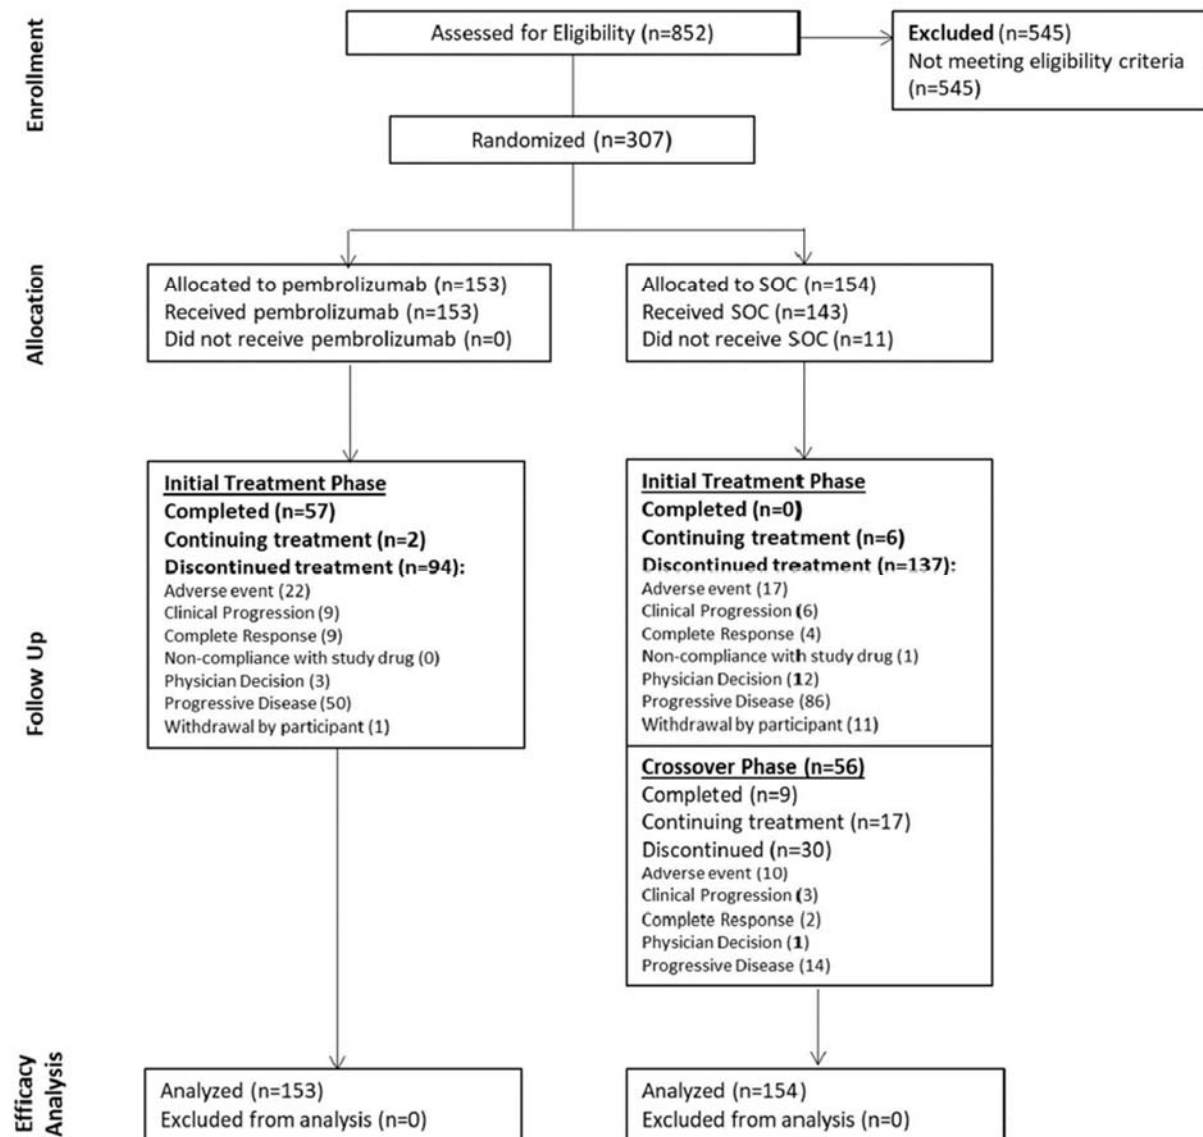 Enrollment
Assessed for Eligibility (n=852)
Excluded (n=545)
Not meeting eligibility criteria
(n=545)
Randomized (n=307)
Allocation
Allocated to pembrolizumab (n=153)
Received pembrolizumab (n=153)
Did not receive pembrolizumab (n=0)
Allocated to SOC (n=154)
Received SOC (n=143)
Did not receive SOC (n=11)
Follow Up
Initial Treatment Phase
Completed (n=57)
Continuing treatment (n=2)
Discontinued treatment (n=94):
Adverse event (22)
Clinical Progression (9)
Complete Response (9)
Non-compliance with study drug (0)
Physician Decision (3)
Progressive Disease (50)
Withdrawal by participant (1)
Initial Treatment Phase
Completed (n=0)
Continuing treatment (n=6)
Discontinued treatment (n=137):
Adverse event (17)
Clinical Progression (6)
Complete Response (4)
Non-compliance with study drug (1)
Physician Decision (12)
Progressive Disease (86)
Withdrawal by participant (11)
Crossover Phase (n=56)
Completed (n=9)
Continuing treatment (n=17)
Discontinued (n=30)
Adverse event (10)
Clinical Progression (3)
Complete Response (2)
Physician Decision (1)
Progressive Disease (14)
Efficacy
Analysis
Analyzed (n=153)
Excluded from analysis (n=0)
Analyzed (n=154)
Excluded from analysis (n=0)